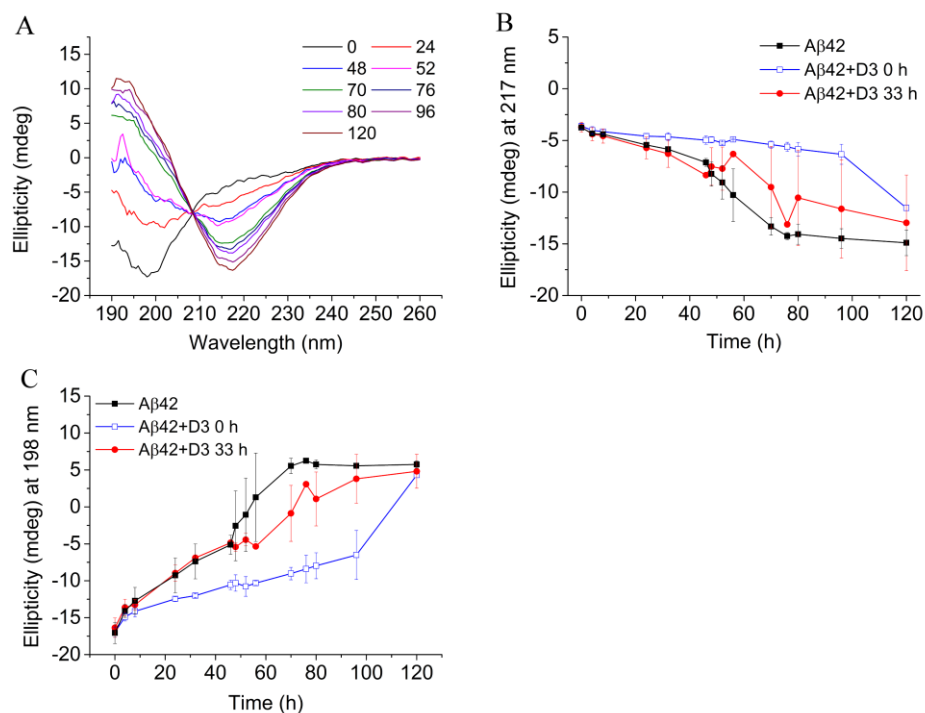 A
0 24
48 52
70 76
80 96
120
15
10
5
0
-5
-10
-15
-20
190 200 210 220 230 240 250 260
Ellipticity (mdeg)
Wavelength (nm)
B
Aβ42
Aβ42+D3 0 h
Aβ42+D3 33 h
5
-5
-10
-15
-20
0 20 40 60 80 100 120
Ellipticity (mdeg) at 217 nm
Time (h)
C
Aβ42
Aβ42+D3 0 h
Aβ42+D3 33 h
15
10
5
0
-5
-10
-15
-20
0 20 40 60 80 100 120
Ellipticity (mdeg) at 198 nm
Time (h)